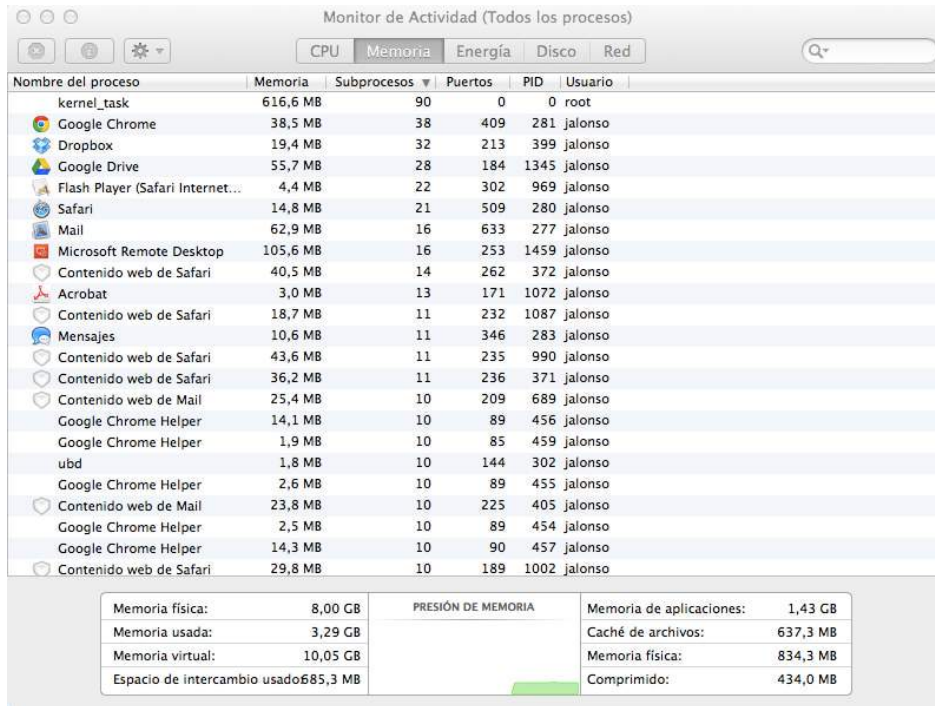 Monitor de Actividad (Todos los procesos)
CPU Memoria Energía Disco Red
Nombre del proceso Memoria Subprocesos Puertos PID Usuario
kernel_task 616,6 MB 90 0 0 root
Google Chrome 38,5 MB 38 409 281 jalonso
Dropbox 19,4 MB 32 213 399 jalonso
Google Drive 55,7 MB 28 184 1345 jalonso
Flash Player (Safari Internet... 4,4 MB 22 302 969 jalonso
Safari 14,8 MB 21 509 280 jalonso
Mail 62,9 MB 16 633 277 jalonso
Microsoft Remote Desktop 105,6 MB 16 253 1459 jalonso
Contenido web de Safari 40,5 MB 14 262 372 jalonso
Acrobat 3,0 MB 13 171 1072 jalonso
Contenido web de Safari 18,7 MB 11 232 1087 jalonso
Mensajes 10,6 MB 11 346 283 jalonso
Contenido web de Safari 43,6 MB 11 235 990 jalonso
Contenido web de Safari 36,2 MB 11 236 371 jalonso
Contenido web de Mail 25,4 MB 10 209 689 jalonso
Google Chrome Helper 14,1 MB 10 89 456 jalonso
Google Chrome Helper 1,9 MB 10 85 459 jalonso
ubd 1,8 MB 10 144 302 jalonso
Google Chrome Helper 2,6 MB 10 89 455 jalonso
Contenido web de Mail 23,8 MB 10 225 405 jalonso
Google Chrome Helper 2,5 MB 10 89 454 jalonso
Google Chrome Helper 14,3 MB 10 90 457 jalonso
Contenido web de Safari 29,8 MB 10 189 1002 jalonso
Memoria física: 8,00 GB PRESIÓN DE MEMORIA Memoria de aplicaciones: 1,43 GB
Memoria usada: 3,29 GB Caché de archivos: 637,3 MB
Memoria virtual: 10,05 GB Memoria física: 834,3 MB
Espacio de intercambio usado: 685,3 MB Comprimido: 434,0 MB